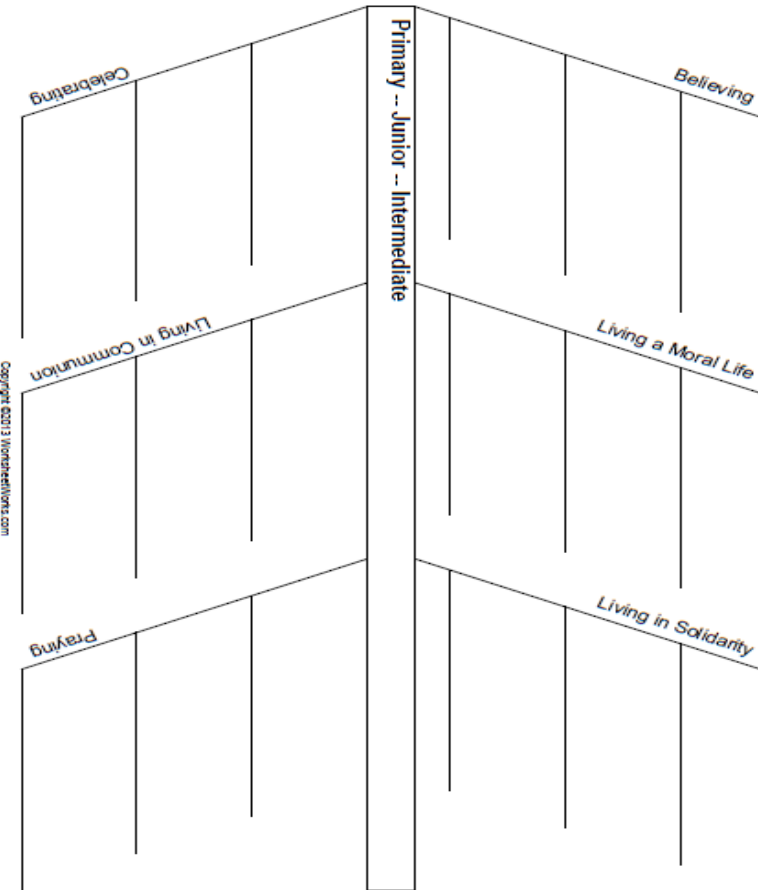 Primary -- Junior -- Intermediate
Celebrating
Believing
Living in Communion
Living a Moral Life
Praying
Living in Solidarity
Copyright ©2013 WorksheetWorks.com